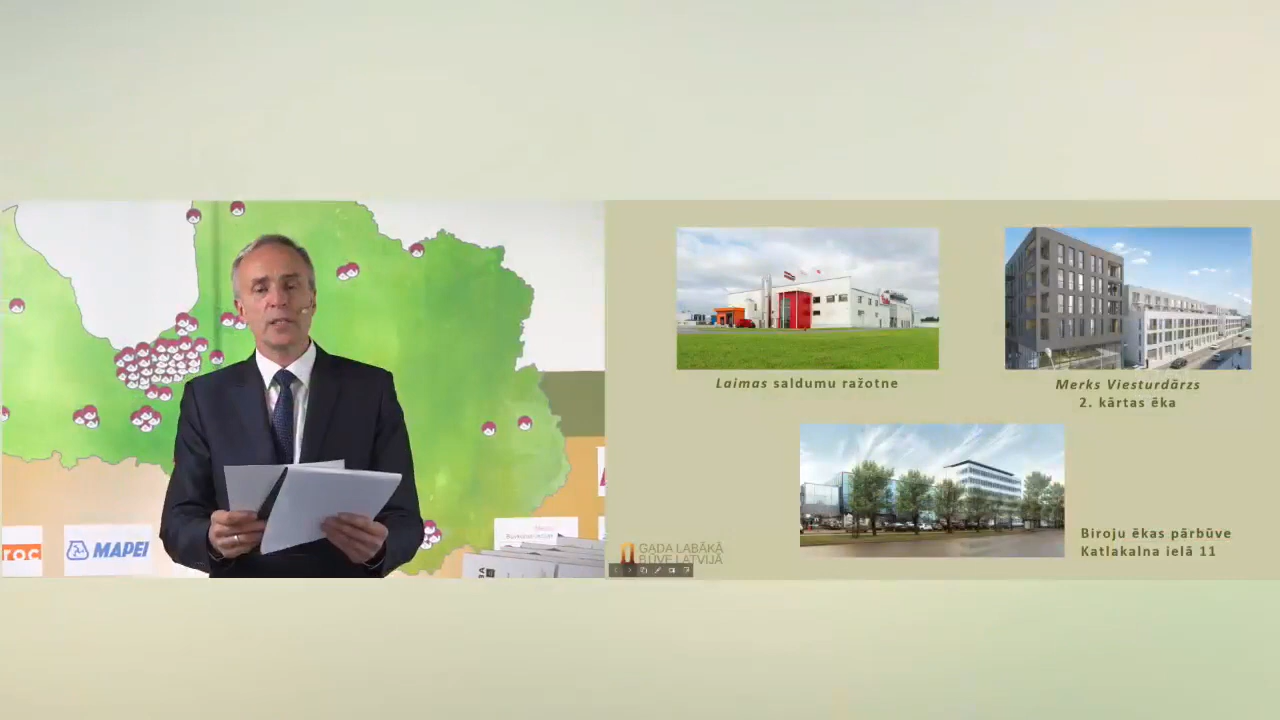 roc
MAPEI
Laimas saldumu ražotne
Merks Viesturdārzs
2. kārtas ēka
Biroju ēkas pārbūve
Katlakalna ielā 11
GADA LABĀKĀ
BŪVE LATVIJĀ